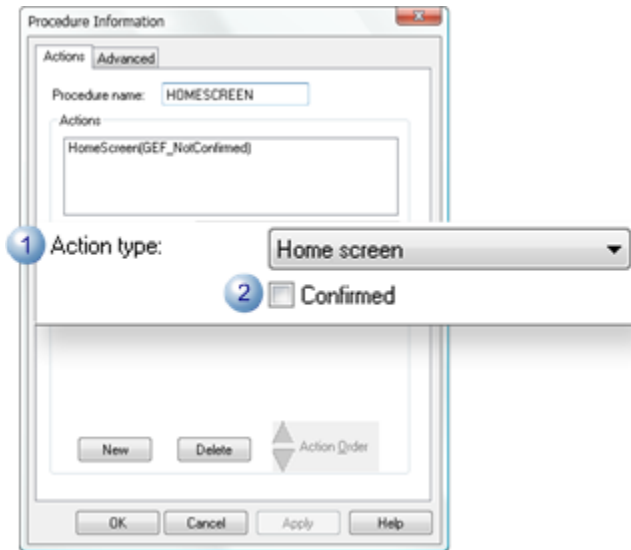 Procedure Information
Actions Advanced
Procedure name: HOMESCREEN
Actions
HomeScreen(GEF_NotConfirmed)
1 Action type: Home screen
2 Confirmed
New Delete Action Order
OK Cancel Apply Help